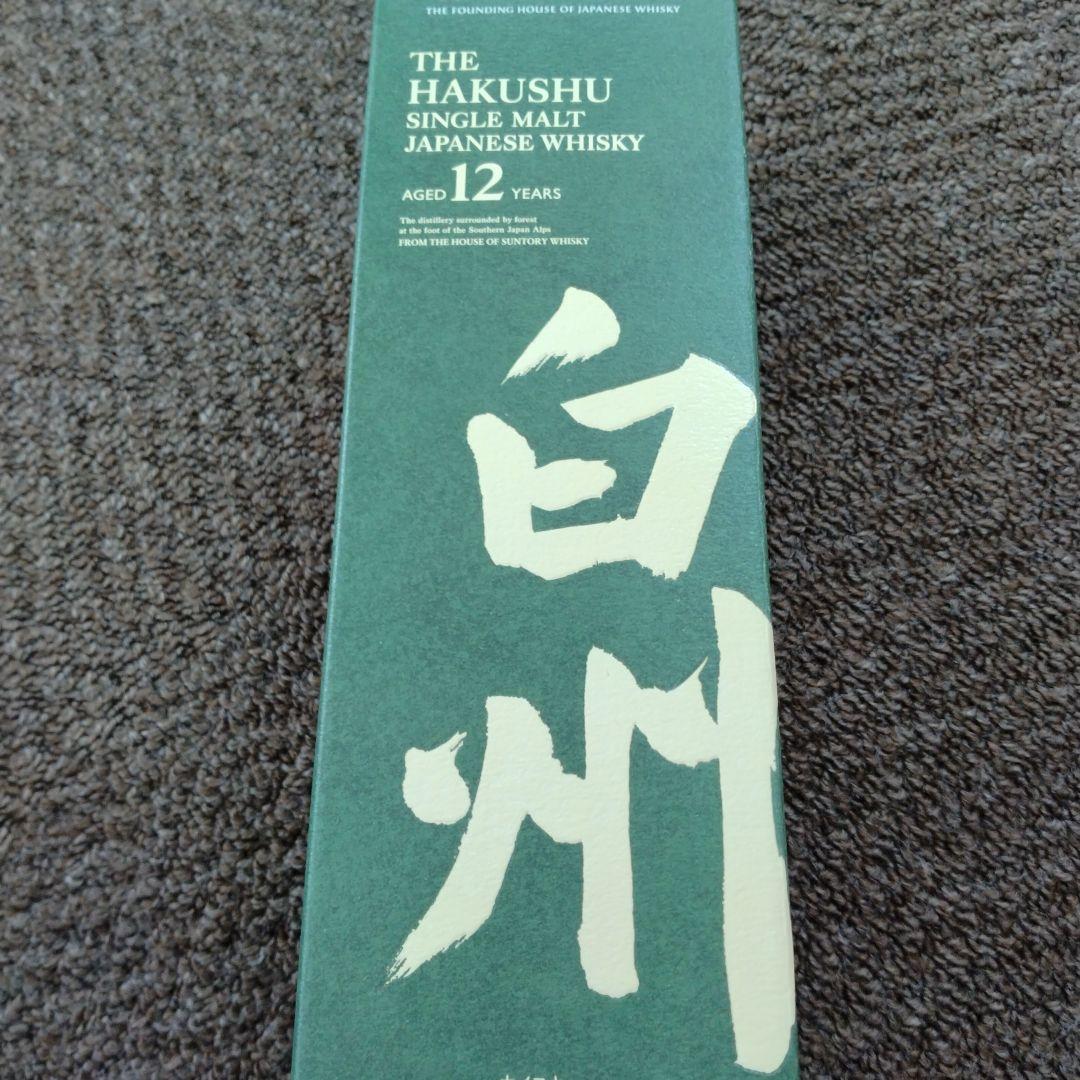 THE FOUNDING HOUSE OF JAPANESE WHISKY
THE
HAKUSHU
SINGLE MALT
JAPANESE WHISKY
AGED 12 YEARS
The distillery surrounded by forest
at the foot of the Southern Japan Alps
FROM THE HOUSE OF SUNTORY WHISKY
白州